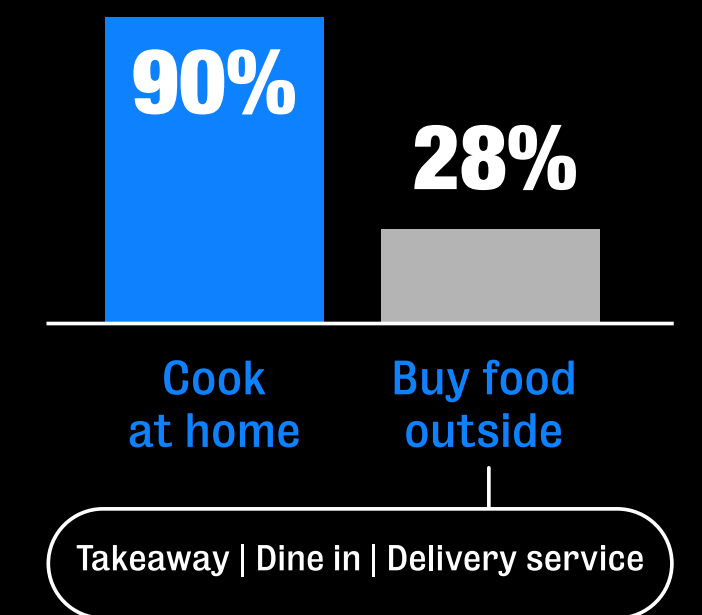 90%
28%
Cook
at home
Buy food
outside
Takeaway | Dine in | Delivery service